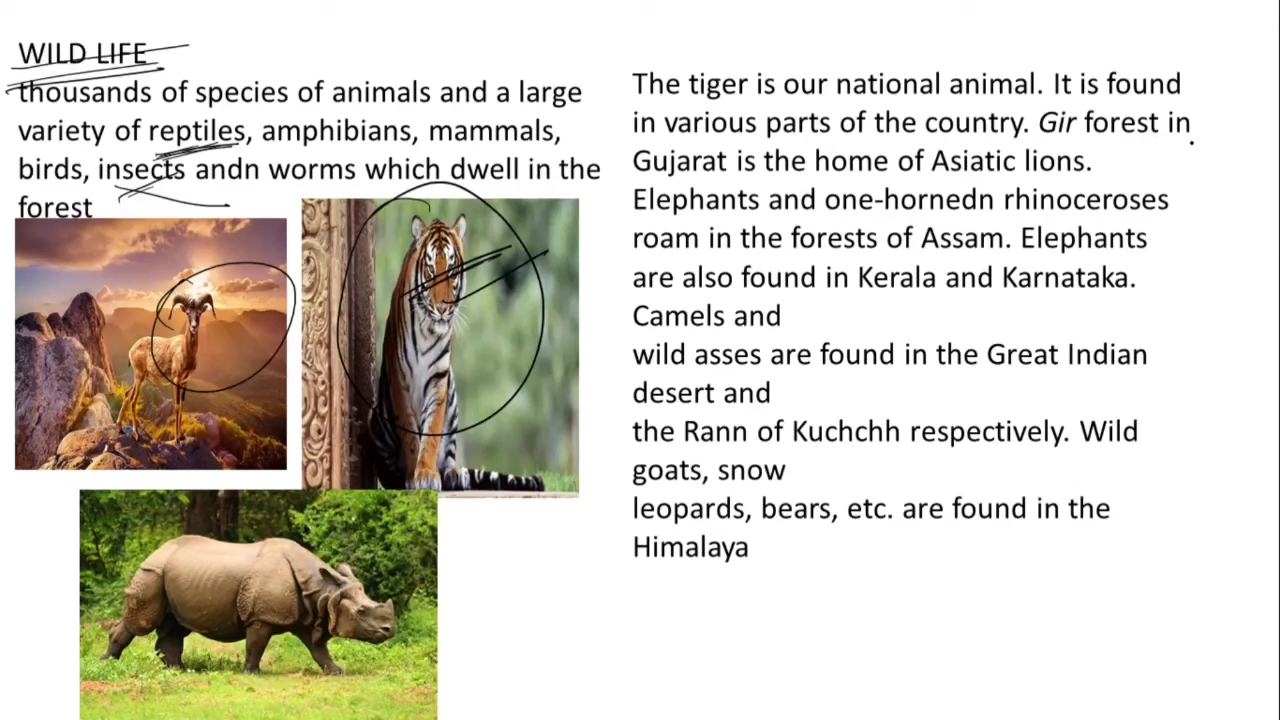 WILD LIFE
thousands of species of animals and a large
variety of reptiles, amphibians, mammals,
birds, insects andn worms which dwell in the
forest
The tiger is our national animal. It is found
in various parts of the country. Gir forest in
Gujarat is the home of Asiatic lions.
Elephants and one-hornedn rhinoceroses
roam in the forests of Assam. Elephants
are also found in Kerala and Karnataka.
Camels and
wild asses are found in the Great Indian
desert and
the Rann of Kuchchh respectively. Wild
goats, snow
leopards, bears, etc. are found in the
Himalaya